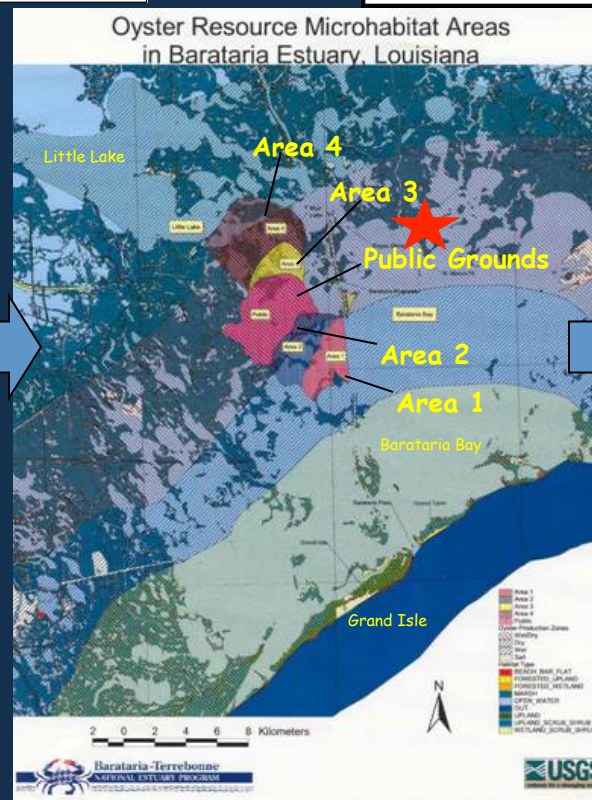 Oyster Resource Microhabitat Areas
in Barataria Estuary, Louisiana
Little Lake
Area 4
Area 3
Little Lake
Area 4
Public Grounds
Area 3
Public
Barataria Bay
Area 2
Area 2
Area 1
Area 1
Barataria Bay
Grand Isle
Grand Isle
Area 1
Area 2
Area 3
Area 4
Public
Oyster Production Zones
Wet/Dry
Dry
Wet
Salt
Habitat Type
BEACH_BAR_FLAT
FORESTED_UPLAND
FORESTED_WETLAND
MARSH
OPEN_WATER
OUT
UPLAND
UPLAND_SCRUB_SHRUB
WETLAND_SCRUB_SHRU
N
2 0 2 4 6 8 Kilometers
Barataria-Terrebonne
NATIONAL ESTUARY PROGRAM
USGS